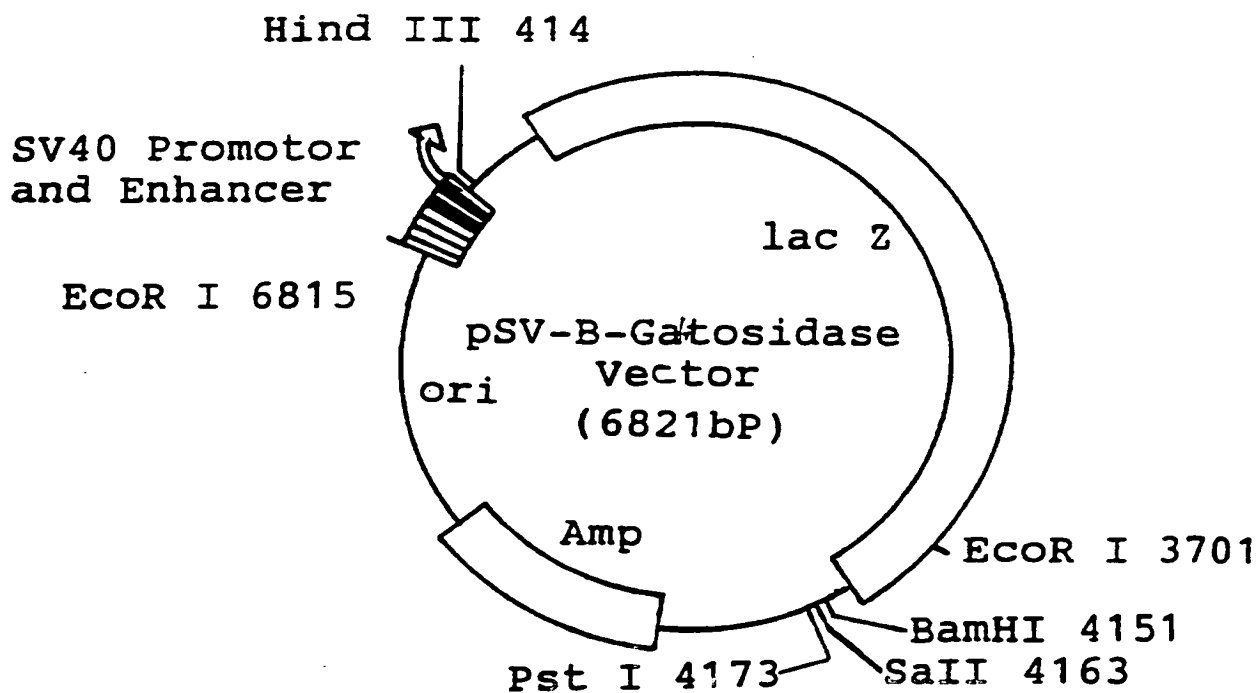 Hind III 414
SV40 Promotor
and Enhancer
lac Z
EcoR I 6815
pSV-B-Gatosidase
Vector
(6821bP)
ori
Amp
EcoR I 3701
BamHI 4151
SaII 4163
Pst I 4173